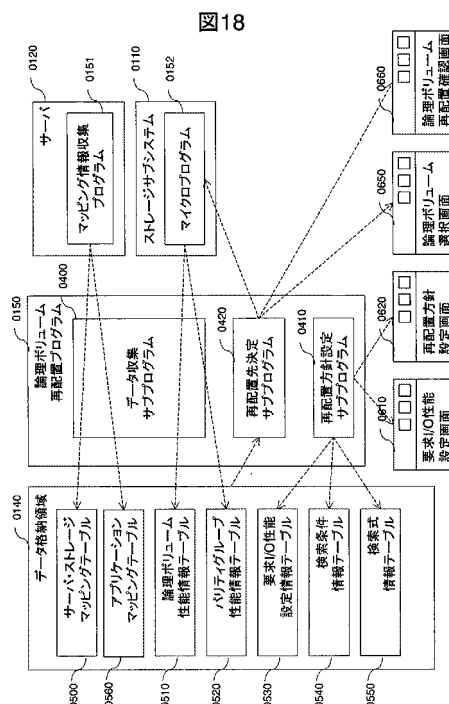 図18
0120
サーバ
0151
マッピング情報収集
プログラム
0110
ストレージサブシステム
0152
マイクロプログラム
0150
論理ボリューム
再配置プログラム
0400
データ収集
サブプログラム
0420
再配置先決定
サブプログラム
0410
再配置方針設定
サブプログラム
0140
データ格納領域
サーバ・ストレージ
マッピングテーブル
0500
アプリケーション
マッピングテーブル
0560
論理ボリューム
性能情報テーブル
0510
パリティグループ
性能情報テーブル
0520
要求I/O性能
設定情報テーブル
0530
検索条件
情報テーブル
0540
検索式
情報テーブル
0550
0610
要求I/O性能
設定画面
0620
再配置方針
設定画面
0650
論理ボリューム
選択画面
0660
論理ボリューム
再配置確認画面